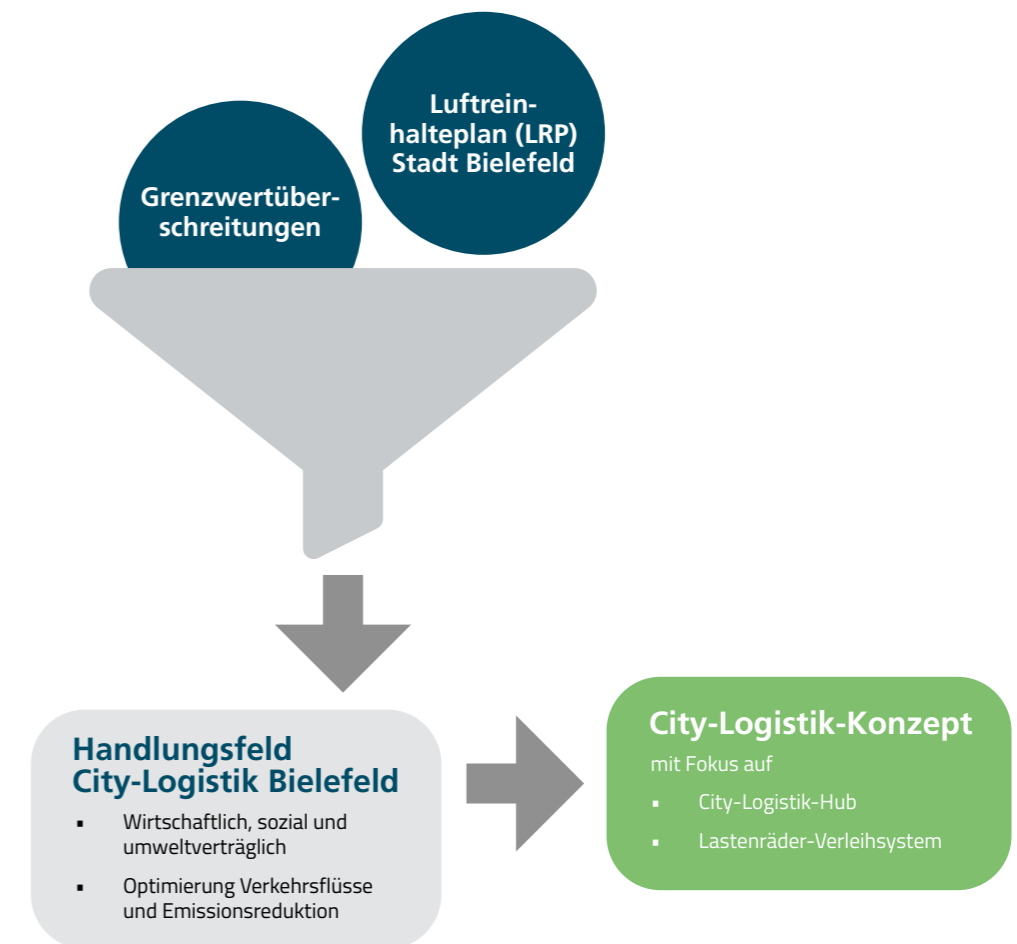 Luftrein-
halteplan (LRP)
Stadt Bielefeld
Grenzwertüber-
schreitungen
Handlungsfeld
City-Logistik Bielefeld
▪ Wirtschaftlich, sozial und
umweltverträglich
▪ Optimierung Verkehrsflüsse
und Emissionsreduktion
City-Logistik-Konzept
mit Fokus auf
▪ City-Logistik-Hub
▪ Lastenräder-Verleihsystem